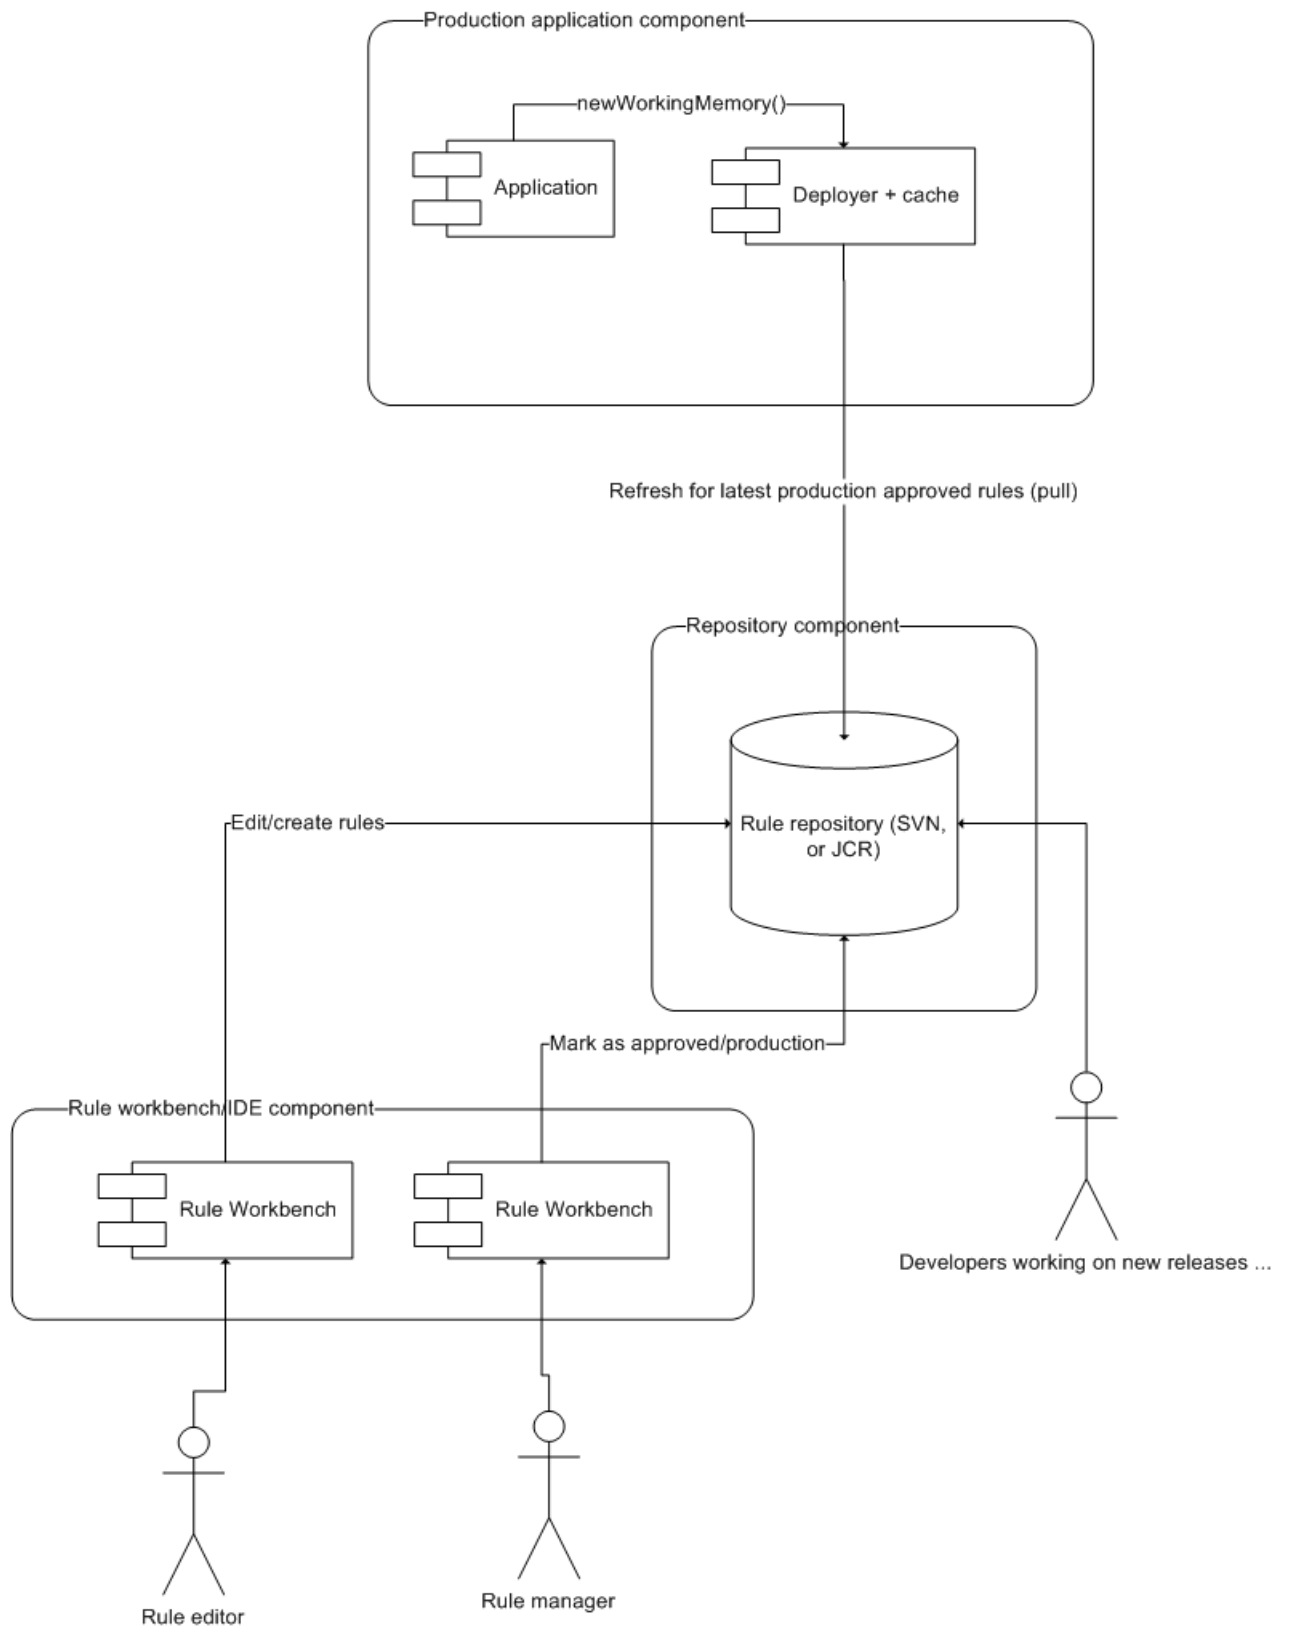 Production application component
newWorkingMemory()
Application
Deployer + cache
Refresh for latest production approved rules (pull)
Repository component
Edit/create rules
Rule repository (SVN,
or JCR)
Mark as approved/production
Rule workbench/IDE component
Rule Workbench
Rule Workbench
Developers working on new releases ...
Rule editor
Rule manager